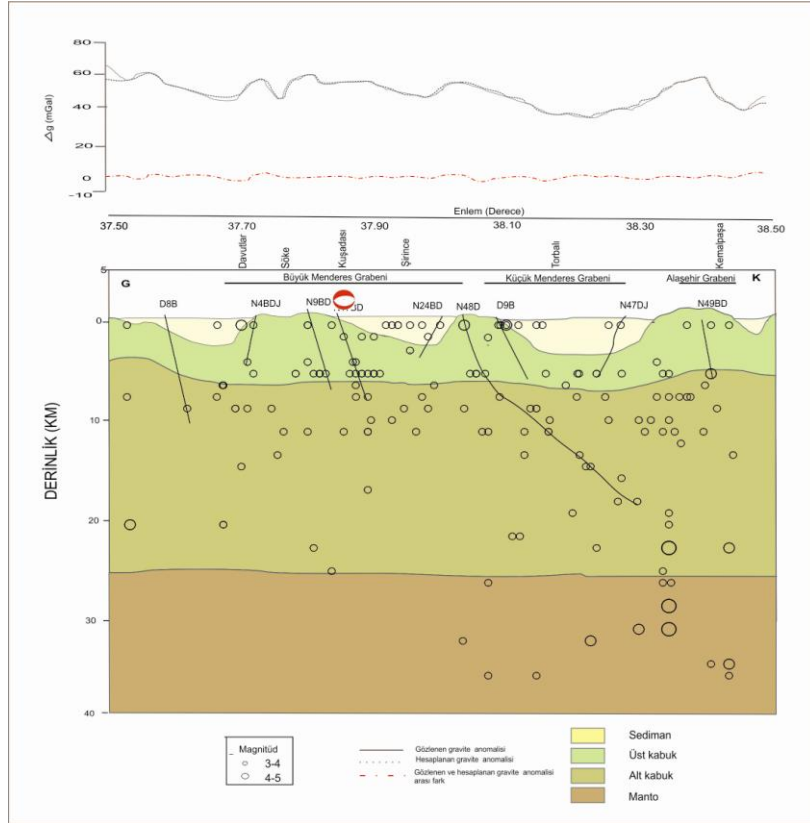 80
60
40
20
0
-10
Δg (mGal)
Enlem (Derece)
37.50
37.70
37.90
38.10
38.30
38.50
Davutlar
Söke
Kuşadası
Şirince
Torbalı
Kemalpaşa
5
G
Büyük Menderes Grabeni
Küçük Menderes Grabeni
Alaşehir Grabeni
K
D8B
N4BDJ
N9BD
N24BD
N48D
D9B
N47DJ
N49BD
0
10
20
30
40
DERİNLİK (KM)
Magnitüd
3-4
4-5
Gözlenen gravite anomalisi
Hesaplanan gravite anomalisi
Gözlenen ve hesaplanan gravite anomalisi
arası fark
Sediman
Üst kabuk
Alt kabuk
Manto